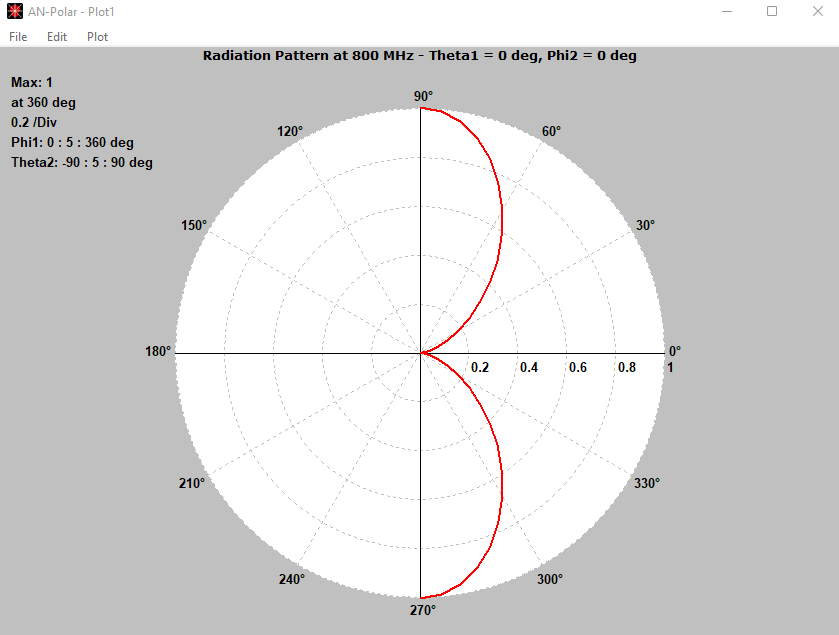 AN-Polar - Plot1
File Edit Plot
Radiation Pattern at 800 MHz - Theta1 = 0 deg, Phi2 = 0 deg
Max: 1
at 360 deg
0.2 /Div
Phi1: 0 : 5 : 360 deg
Theta2: -90 : 5 : 90 deg
90°
120° 60°
150° 30°
180° 0°
0.2 0.4 0.6 0.8 1
210° 330°
240° 300°
270°